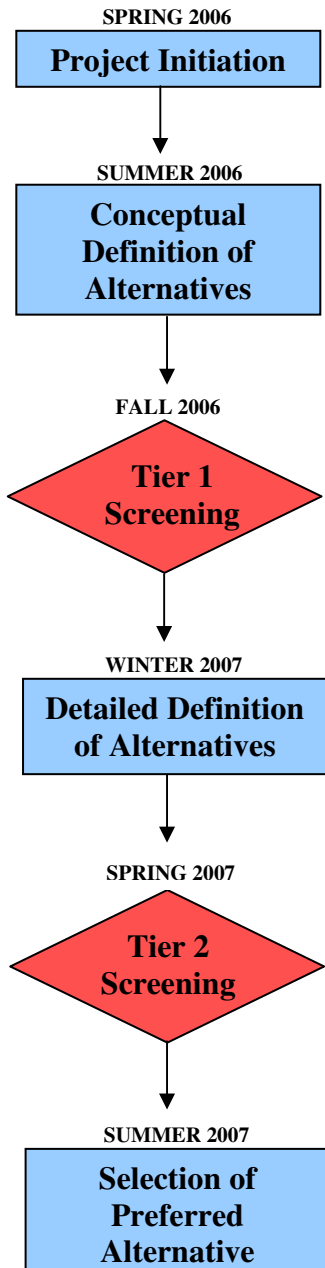 SPRING 2006
Project Initiation
SUMMER 2006
Conceptual
Definition of
Alternatives
FALL 2006
Tier 1
Screening
WINTER 2007
Detailed Definition
of Alternatives
SPRING 2007
Tier 2
Screening
SUMMER 2007
Selection of
Preferred
Alternative